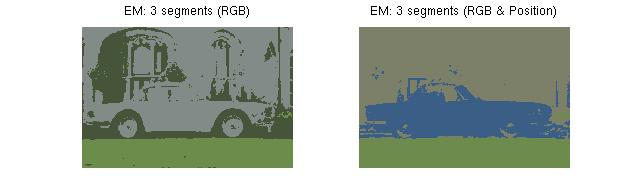 EM: 3 segments (RGB)
EM: 3 segments (RGB & Position)